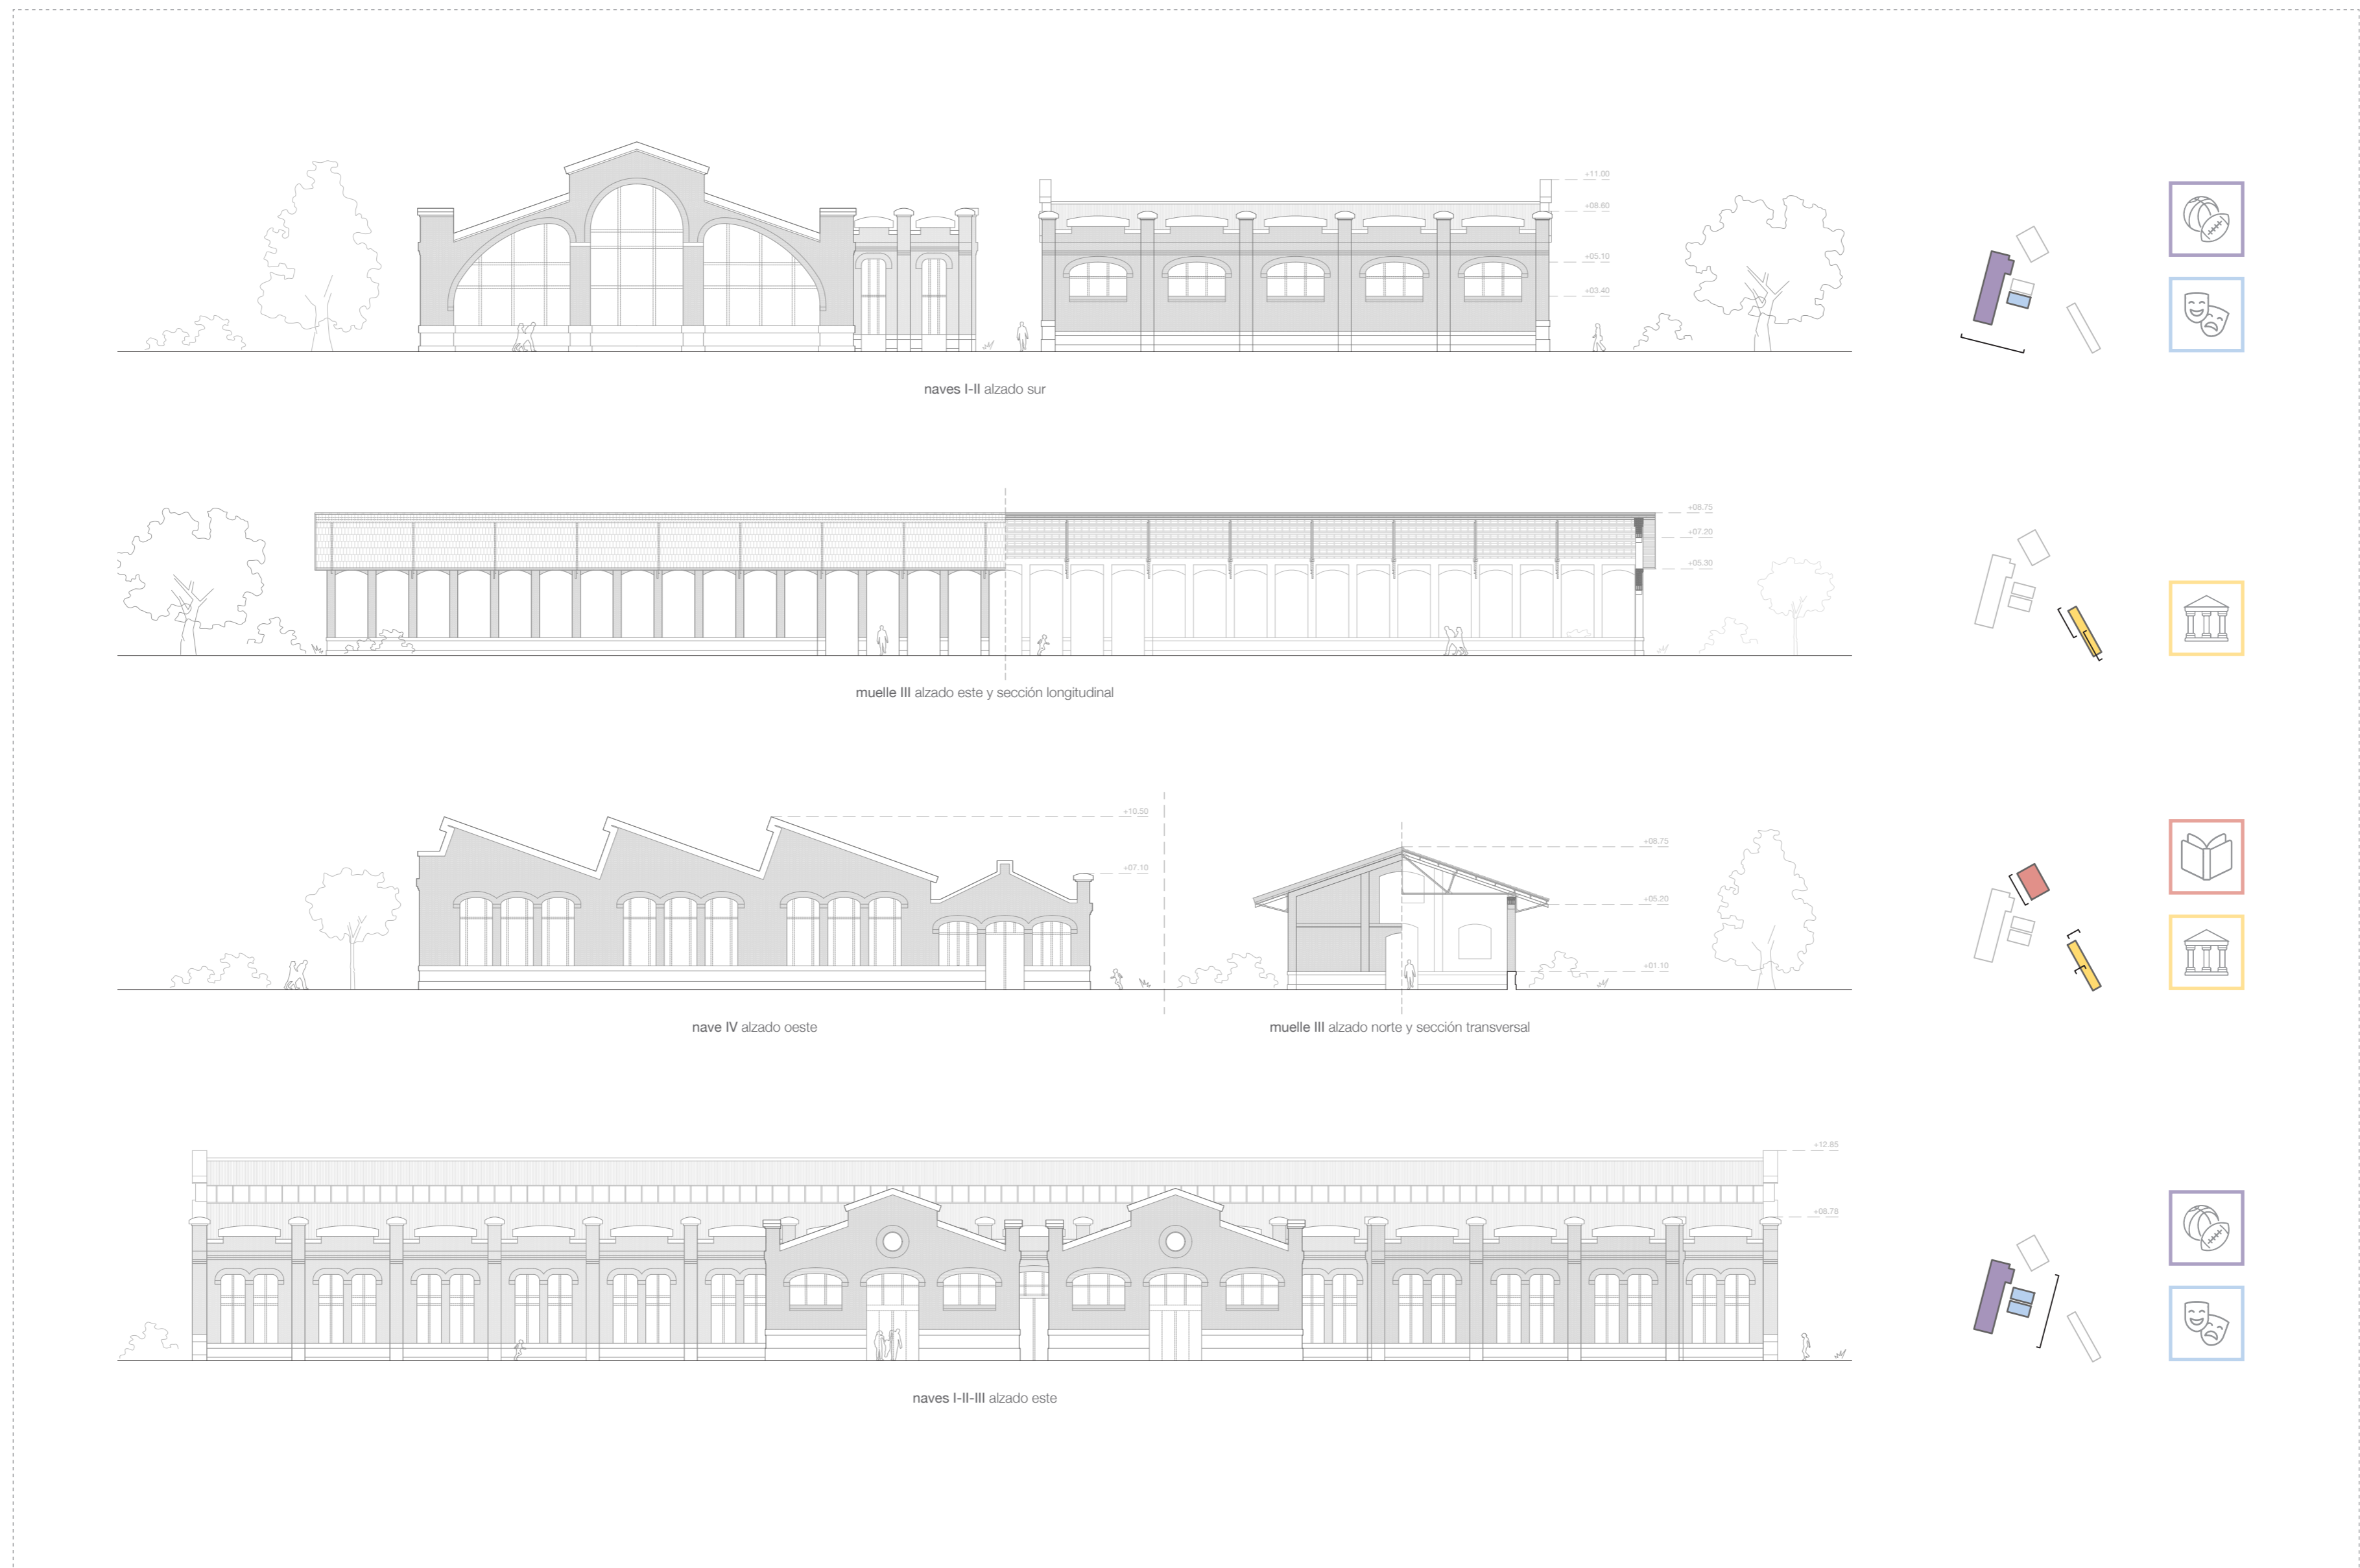 +11.00
+08.60
+05.10
+03.40
naves I-II alzado sur
+08.75
+07.20
+05.30
muelle III alzado este y sección longitudinal
+10.50
+07.10
+08.75
+05.20
+01.10
nave IV alzado oeste
muelle III alzado norte y sección transversal
+12.85
+08.78
naves I-II-III alzado este